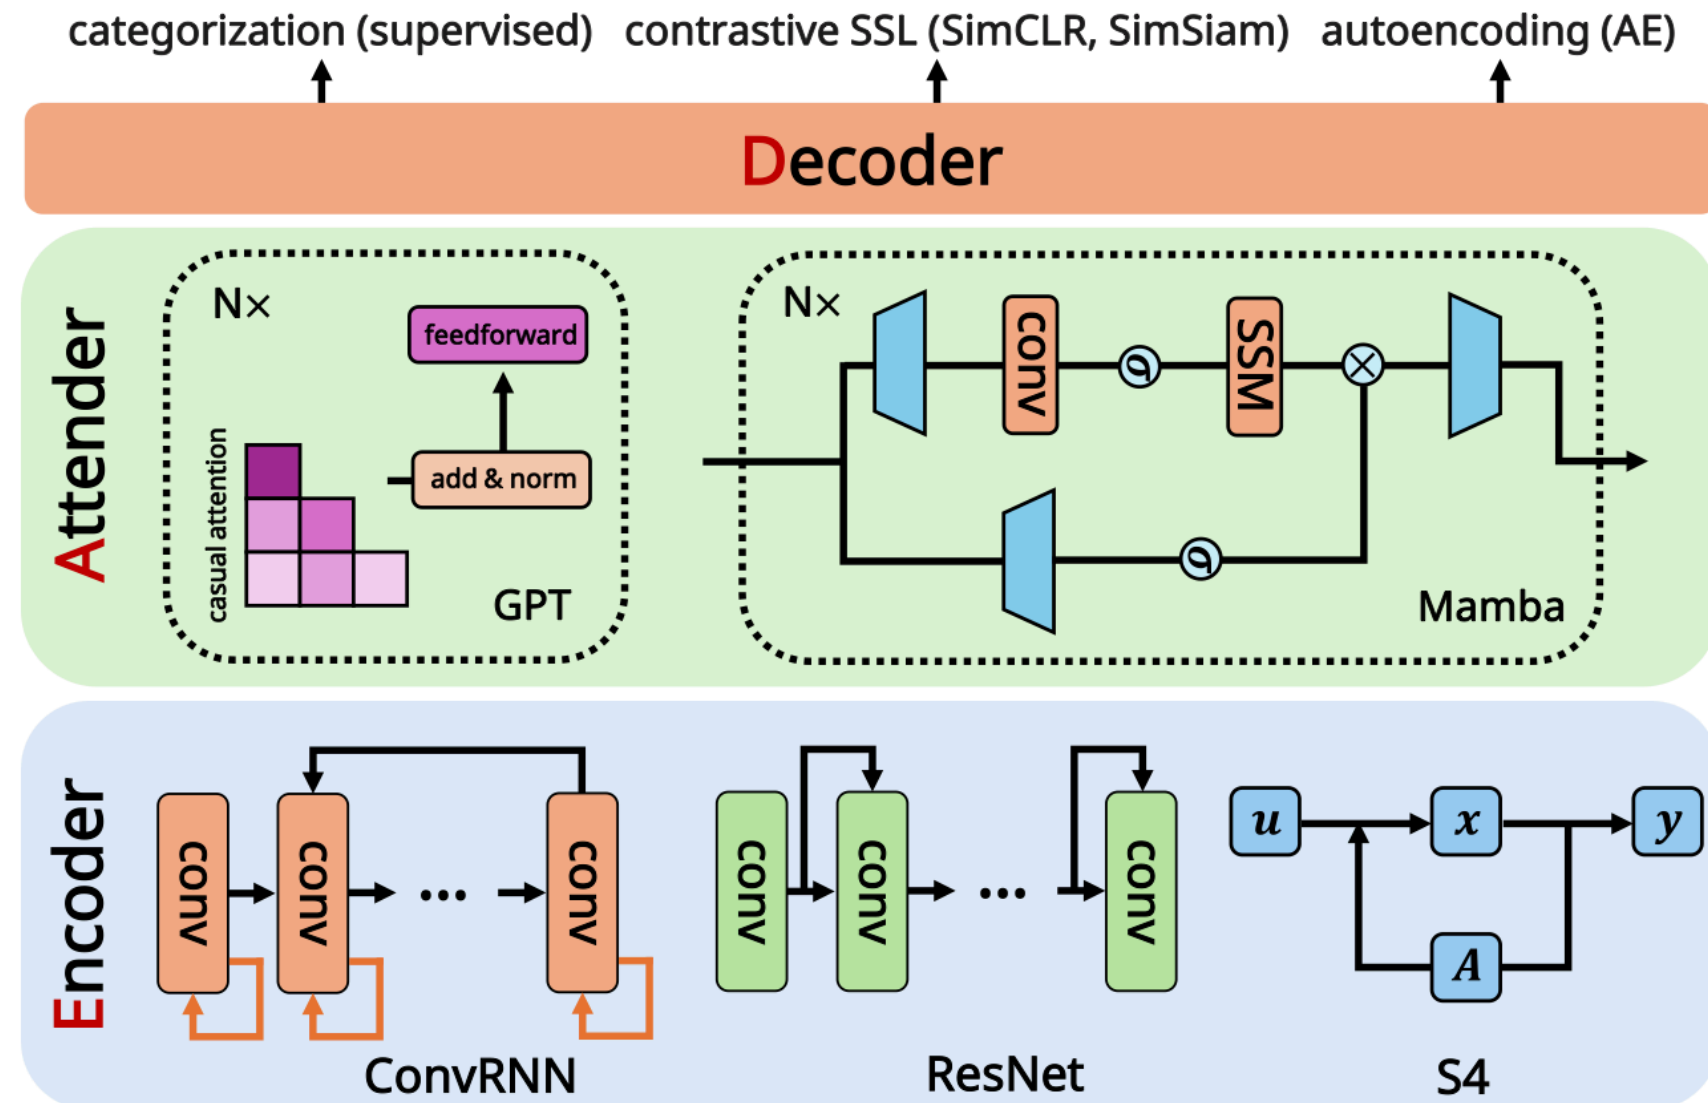 categorization (supervised) contrastive SSL (SimCLR, SimSiam) autoencoding (AE)
Decoder
Attender
N×
feedforward
add & norm
casual attention
GPT
N×
conv
σ
SSM
⊗
σ
Mamba
Encoder
conv
conv
...
conv
ConvRNN
conv
conv
...
conv
ResNet
u
x
y
A
S4